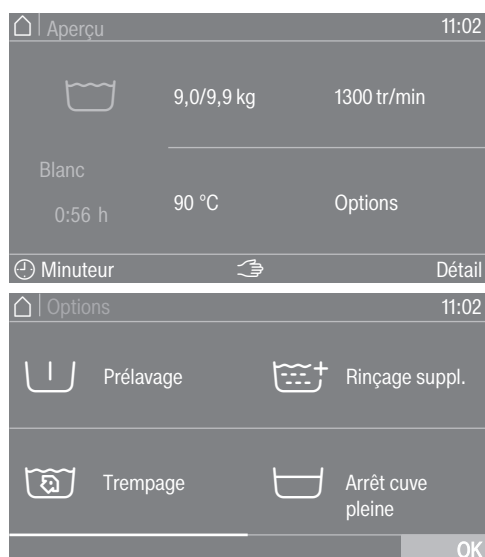 Aperçu 11:02
9,0/9,9 kg 1300 tr/min
Blanc
0:56 h
90 °C Options
Minuteur Détail
Options 11:02
Prélavage Rinçage suppl.
Trempage Arrêt cuve
pleine
OK